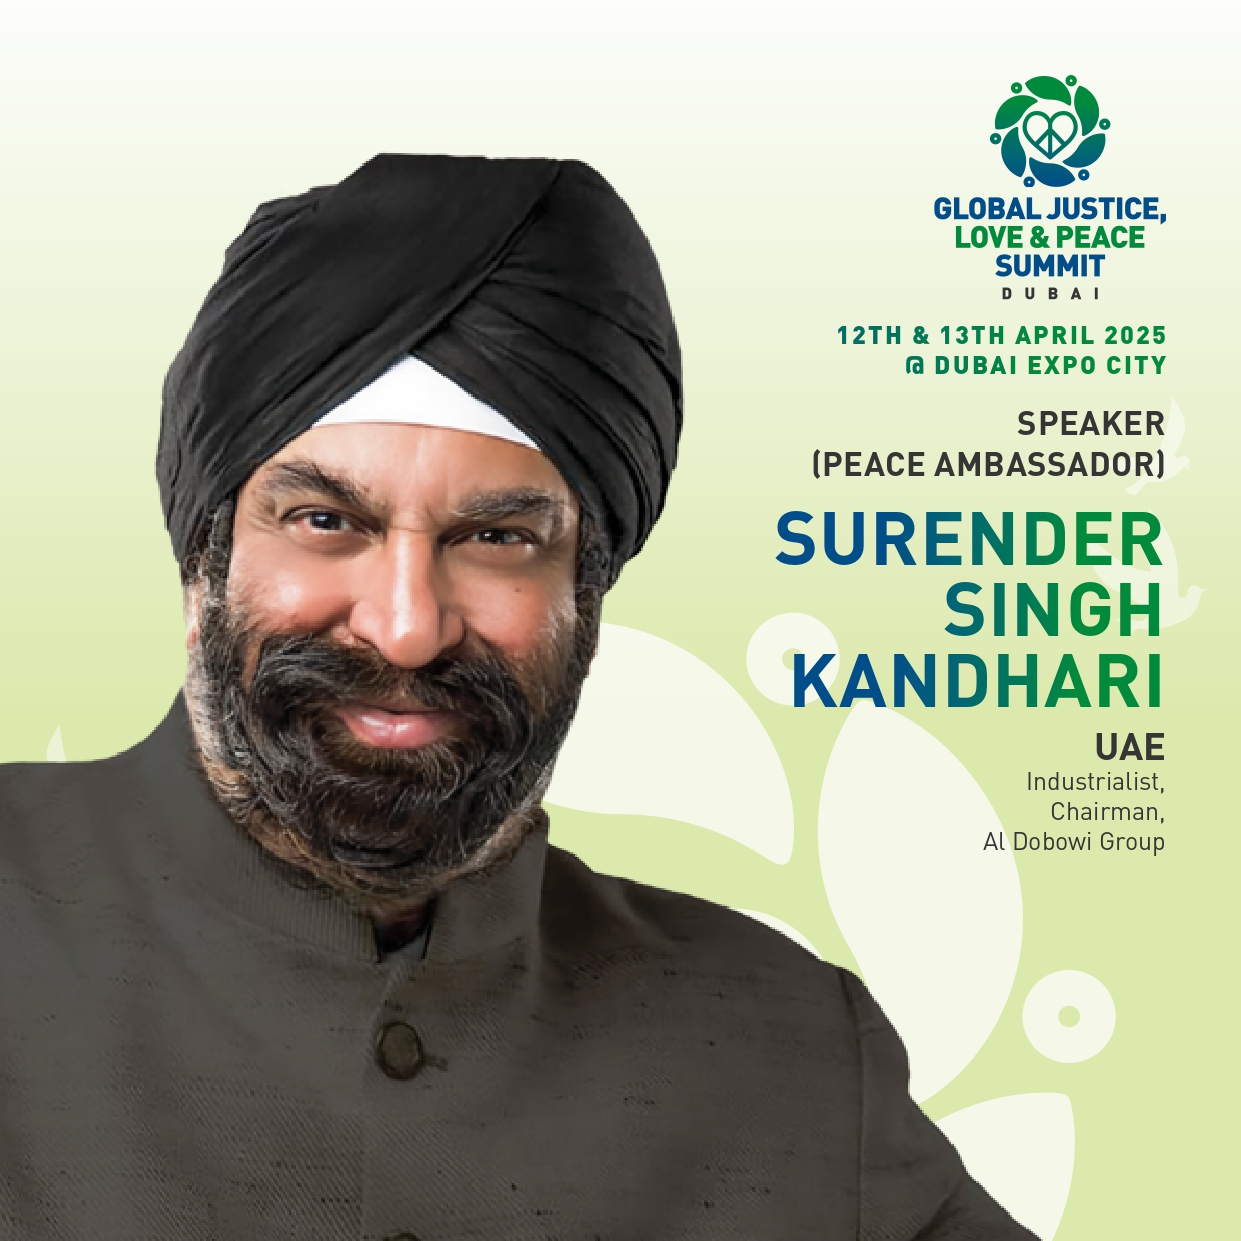 GLOBAL JUSTICE,
LOVE & PEACE
SUMMIT
DUBAI
12TH & 13TH APRIL 2025
@ DUBAI EXPO CITY
SPEAKER
(PEACE AMBASSADOR)
SURENDER
SINGH
KANDHARI
UAE
Industrialist,
Chairman,
Al Dobowi Group